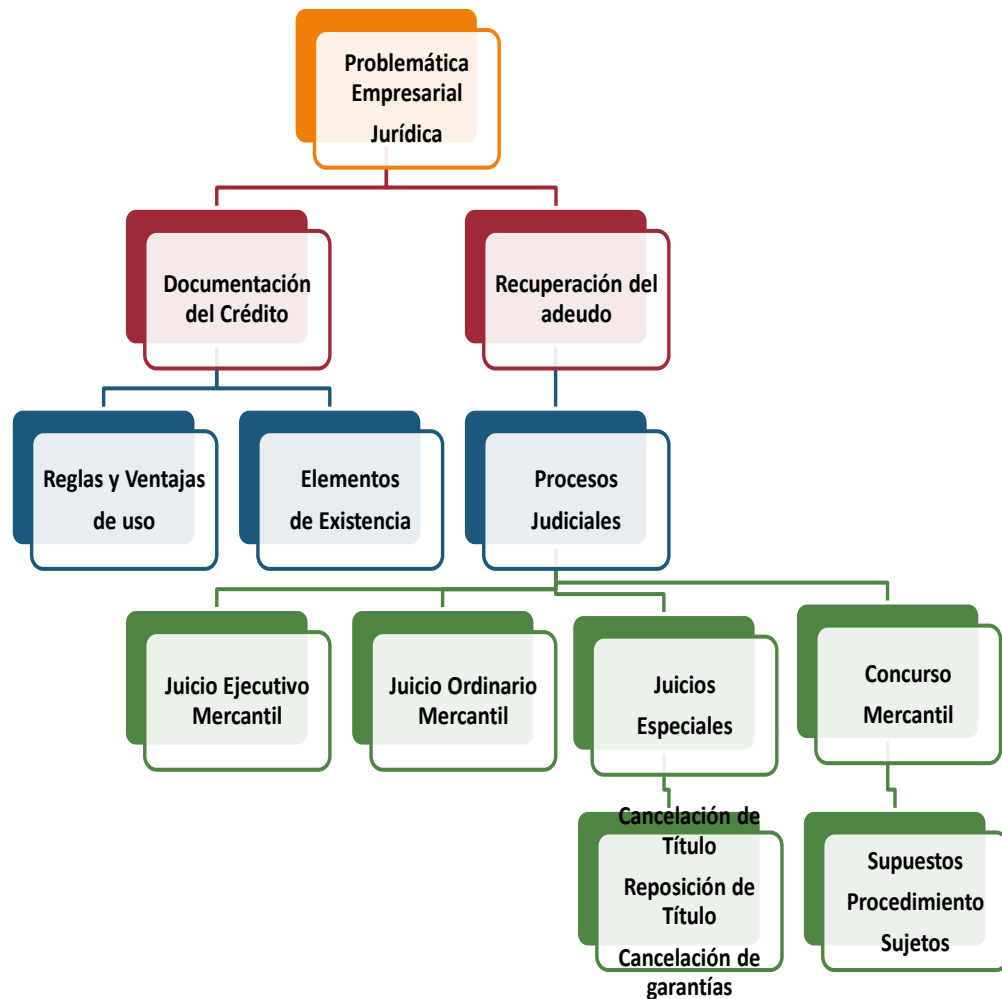 Problemática
Empresarial
Jurídica
Documentación
del Crédito
Recuperación del
adeudo
Reglas y Ventajas
de uso
Elementos
de Existencia
Procesos
Judiciales
Juicio Ejecutivo
Mercantil
Juicio Ordinario
Mercantil
Juicios
Especiales
Concurso
Mercantil
Cancelación de
Título
Reposición de
Título
Cancelación de
garantías
Supuestos
Procedimiento
Sujetos